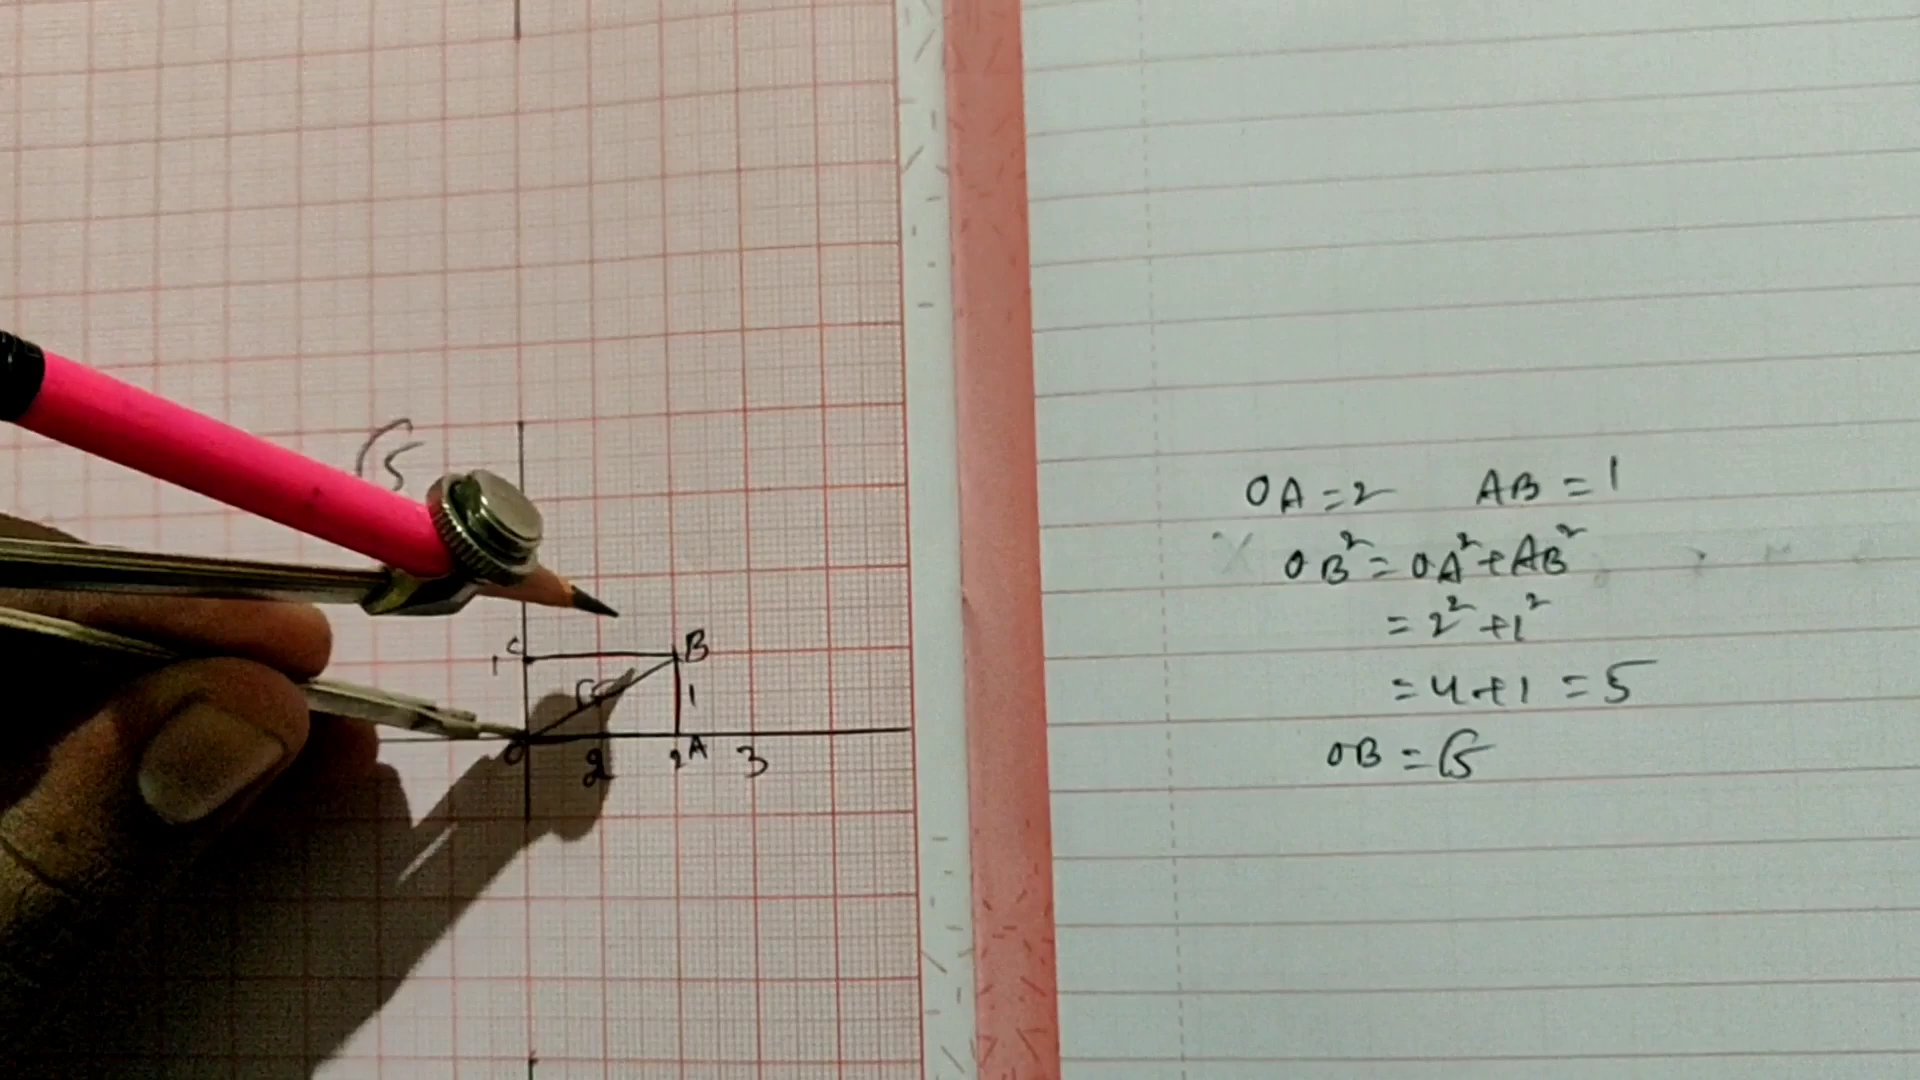 √5
C B
1
√5 1
O 2 2 A 3
OA = 2 AB = 1
OB² = OA² + AB²
= 2² + 1²
= 4 + 1 = 5
OB = √5